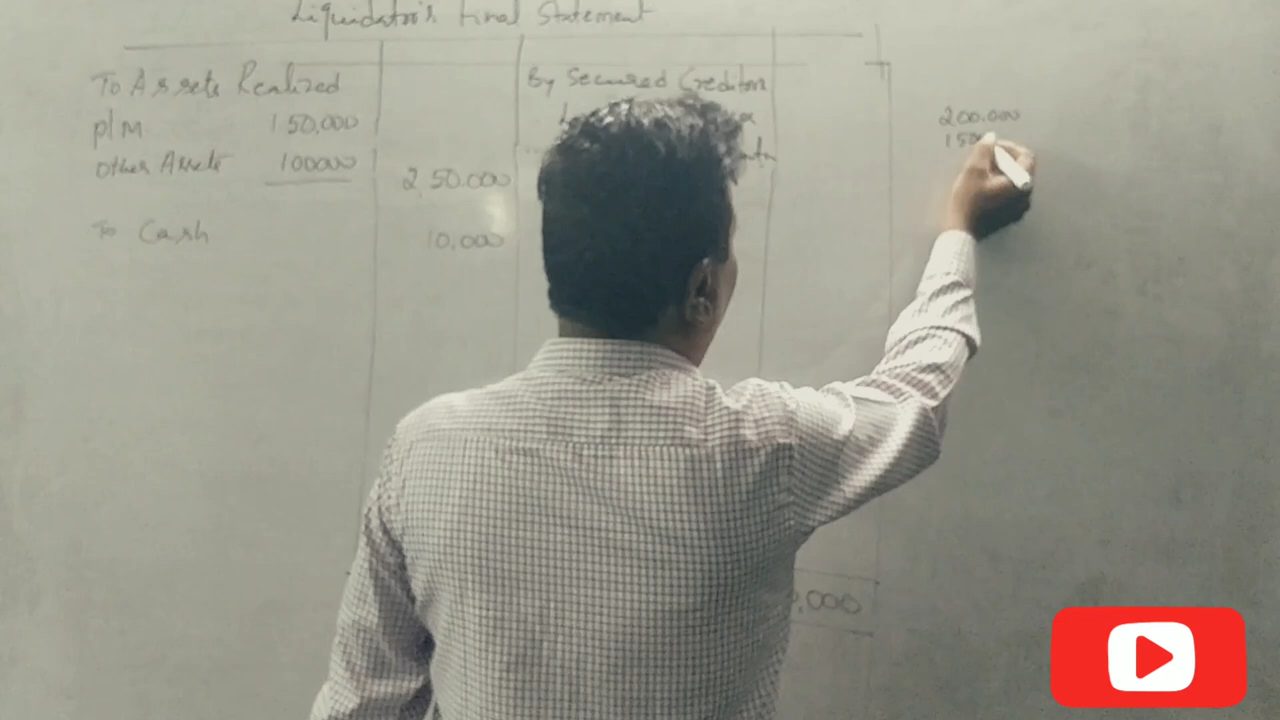 Liquidator's Final Statement
To Assets Realized
P/M 150,000
Other Assets 100000 2,50,000
To Cash 10,000
By Secured Creditors
200,000
,000